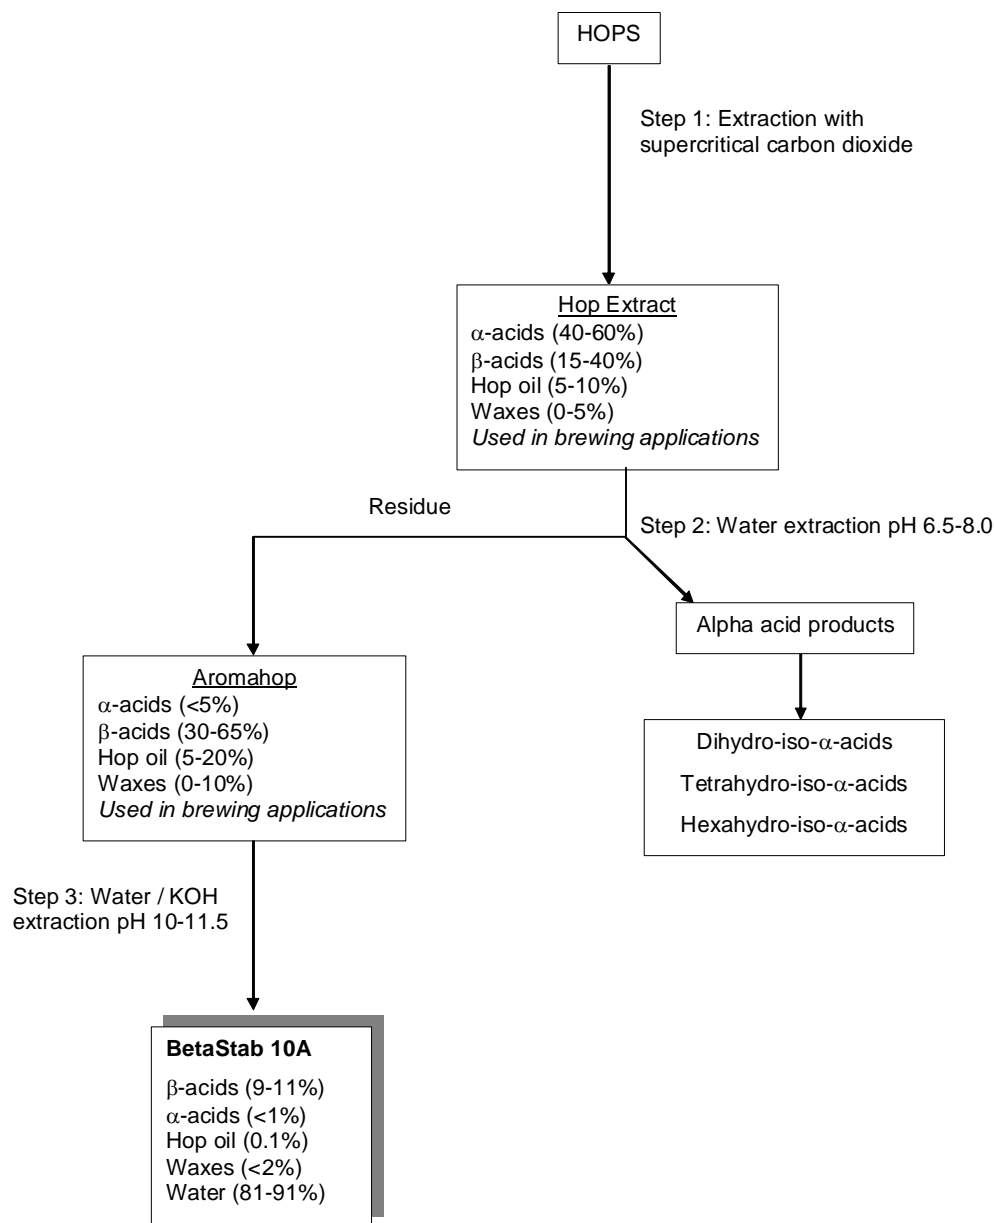 HOPS
Step 1: Extraction with
supercritical carbon dioxide
Hop Extract
α-acids (40-60%)
β-acids (15-40%)
Hop oil (5-10%)
Waxes (0-5%)
Used in brewing applications
Residue
Step 2: Water extraction pH 6.5-8.0
Alpha acid products
Aromahop
α-acids (<5%)
β-acids (30-65%)
Hop oil (5-20%)
Waxes (0-10%)
Used in brewing applications
Dihydro-iso-α-acids
Tetrahydro-iso-α-acids
Hexahydro-iso-α-acids
Step 3: Water / KOH
extraction pH 10-11.5
BetaStab 10A
β-acids (9-11%)
α-acids (<1%)
Hop oil (0.1%)
Waxes (<2%)
Water (81-91%)